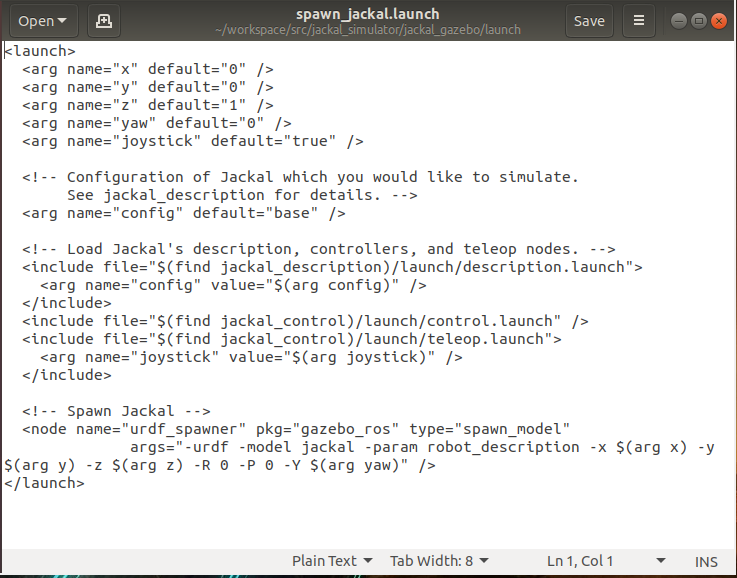 Open
spawn_jackal.launch
~/workspace/src/jackal_simulator/jackal_gazebo/launch
Save
<launch>
  <arg name="x" default="0" />
  <arg name="y" default="0" />
  <arg name="z" default="1" />
  <arg name="yaw" default="0" />
  <arg name="joystick" default="true" />

  <!-- Configuration of Jackal which you would like to simulate.
       See jackal_description for details. -->
  <arg name="config" default="base" />

  <!-- Load Jackal's description, controllers, and teleop nodes. -->
  <include file="$(find jackal_description)/launch/description.launch">
    <arg name="config" value="$(arg config)" />
  </include>
  <include file="$(find jackal_control)/launch/control.launch" />
  <include file="$(find jackal_control)/launch/teleop.launch">
    <arg name="joystick" value="$(arg joystick)" />
  </include>

  <!-- Spawn Jackal -->
  <node name="urdf_spawner" pkg="gazebo_ros" type="spawn_model"
              args="-urdf -model jackal -param robot_description -x $(arg x) -y
$(arg y) -z $(arg z) -R 0 -P 0 -Y $(arg yaw)" />
</launch>
Plain Text Tab Width: 8 Ln 1, Col 1 INS